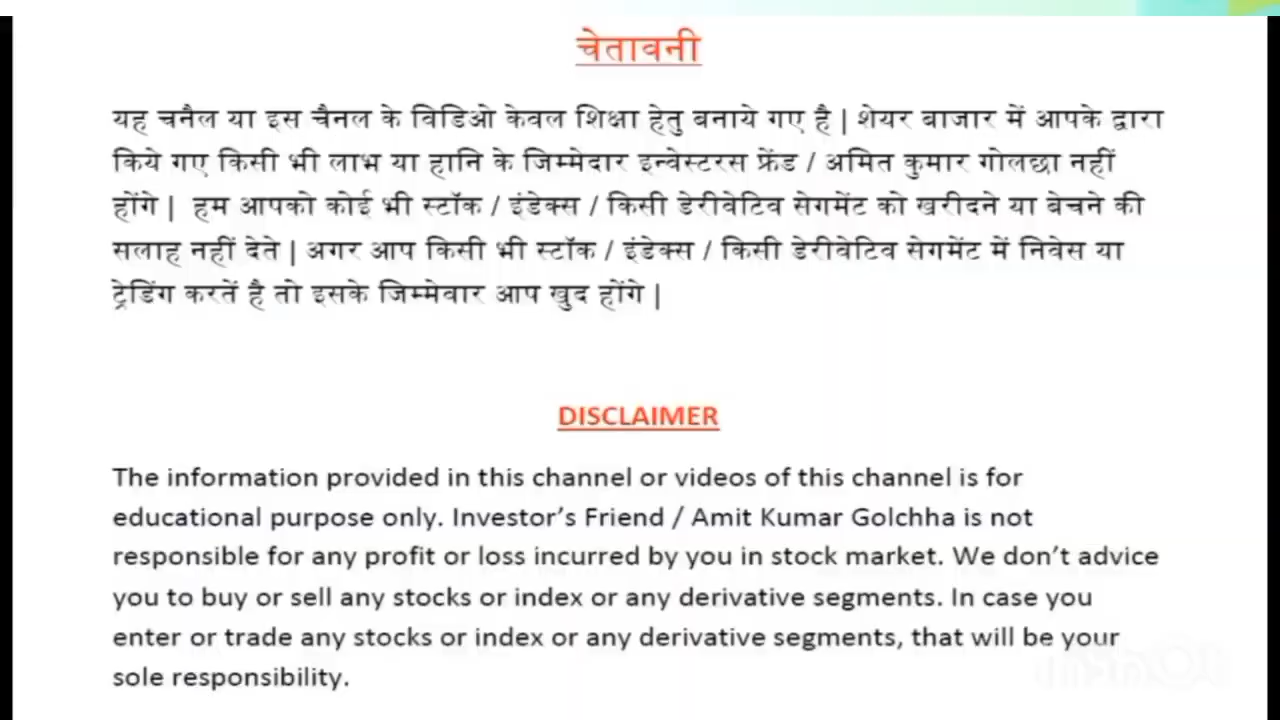 चेतावनी
यह चनैल या इस चैनल के विडिओ केवल शिक्षा हेतु बनाये गए है | शेयर बाजार में आपके द्वारा
किये गए किसी भी लाभ या हानि के जिम्मेदार इन्वेस्टरस फ्रेंड / अमित कुमार गोलछा नहीं
होंगे | हम आपको कोई भी स्टॉक / इंडेक्स / किसी डेरीवेटिव सेगमेंट को खरीदने या बेचने की
सलाह नहीं देते | अगर आप किसी भी स्टॉक / इंडेक्स / किसी डेरीवेटिव सेगमेंट में निवेस या
ट्रेडिंग करतें है तो इसके जिम्मेवार आप खुद होंगे |
DISCLAIMER
The information provided in this channel or videos of this channel is for
educational purpose only. Investor’s Friend / Amit Kumar Golchha is not
responsible for any profit or loss incurred by you in stock market. We don’t advice
you to buy or sell any stocks or index or any derivative segments. In case you
enter or trade any stocks or index or any derivative segments, that will be your
sole responsibility.